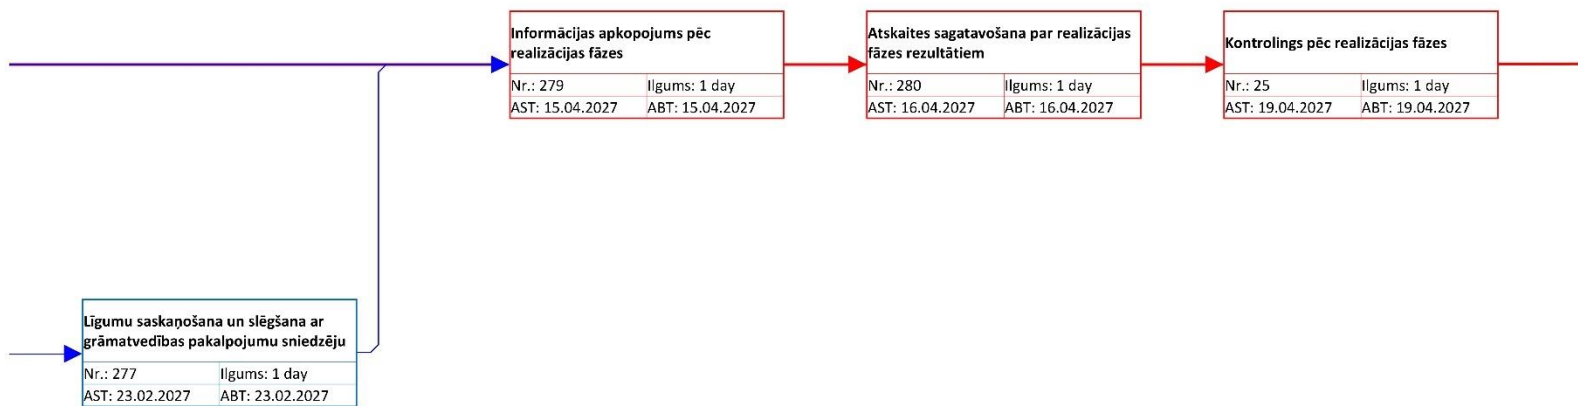 Informācijas apkopojums pēc
realizācijas fāzes
Nr.: 279 Ilgums: 1 day
AST: 15.04.2027 ABT: 15.04.2027
Atskaites sagatavošana par realizācijas
fāzes rezultātiem
Nr.: 280 Ilgums: 1 day
AST: 16.04.2027 ABT: 16.04.2027
Kontrolings pēc realizācijas fāzes
Nr.: 25 Ilgums: 1 day
AST: 19.04.2027 ABT: 19.04.2027
Līgumu saskaņošana un slēgšana ar
grāmatvedības pakalpojumu sniedzēju
Nr.: 277 Ilgums: 1 day
AST: 23.02.2027 ABT: 23.02.2027